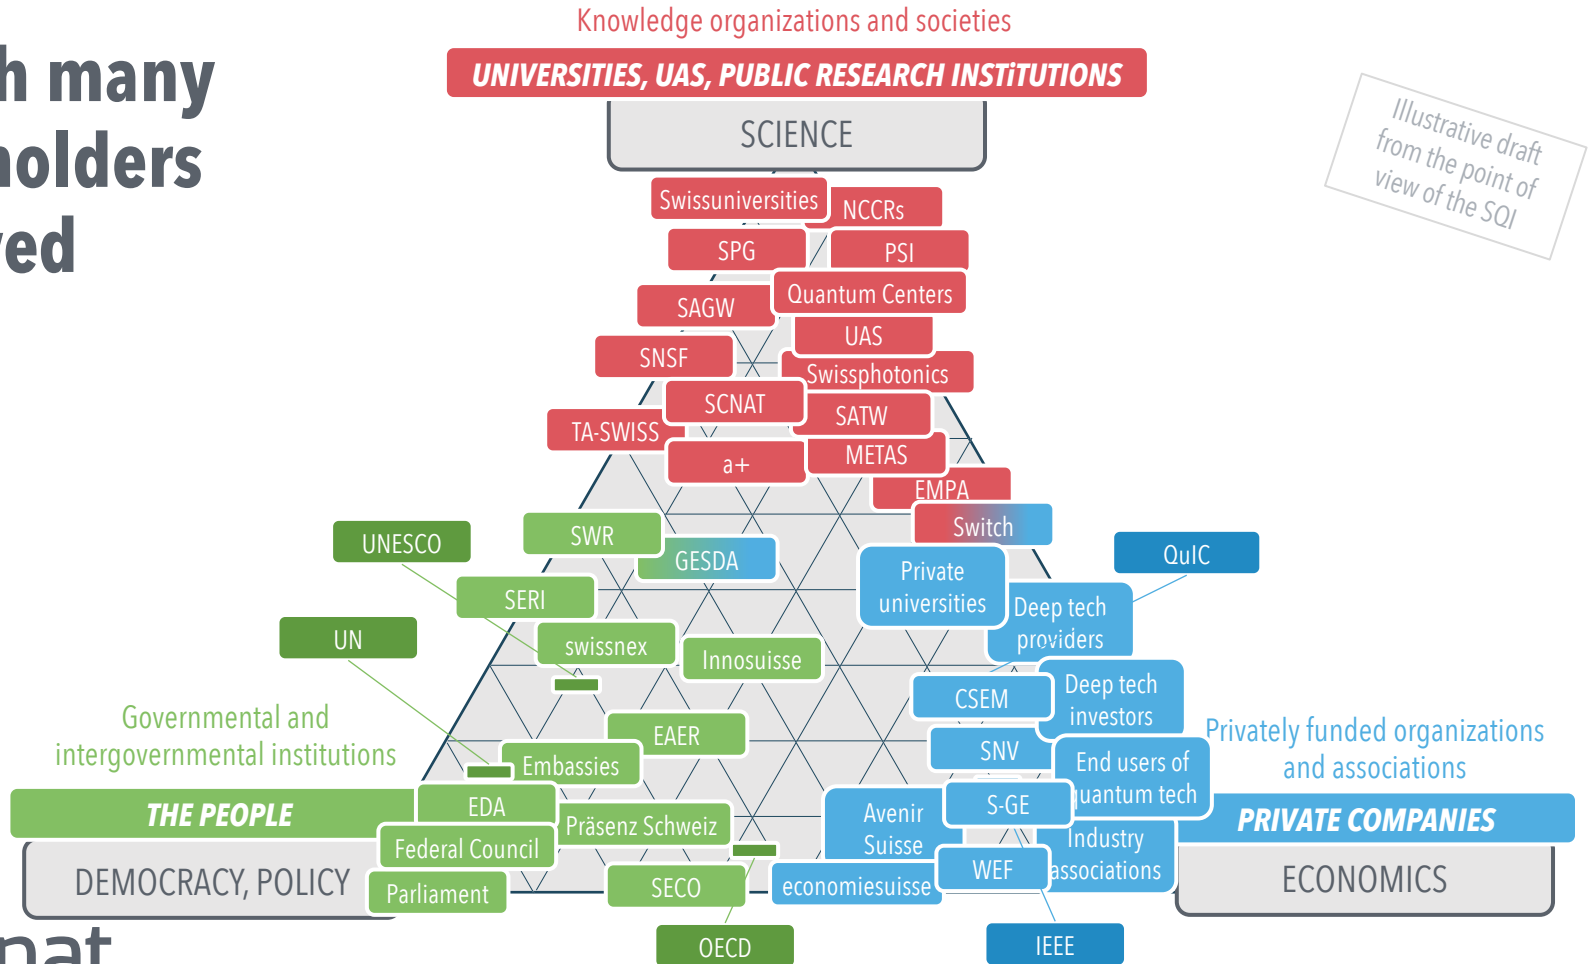 Knowledge organizations and societies
h many
UNIVERSITIES, UAS, PUBLIC RESEARCH INSTiTUTIONS
SCIENCE
holders
Illustrative draft
from the point of
view of the SQI
Swissuniversities
NCCRs
ved
SPG
PSI
Quantum Centers
SAGW
UAS
SNSF
Swissphotonics
SCNAT
SATW
TA-SWISS
METAS
a+
EMPA
Switch
SWR
UNESCO
GESDA
QuIC
Private
universities
SERI
Deep tech
providers
UN
swissnex
Innosuisse
Deep tech
investors
CSEM
Governmental and
intergovernmental institutions
EAER
Privately funded organizations
and associations
SNV
Embassies
End users of
uantum tech
EDA
S-GE
THE PEOPLE
Avenir
Suisse
PRIVATE COMPANIES
Präsenz Schweiz
Federal Council
Industry
associations
WEF
DEMOCRACY, POLICY
Parliament
SECO
economiesuisse
ECONOMICS
nat
OECD
IEEE